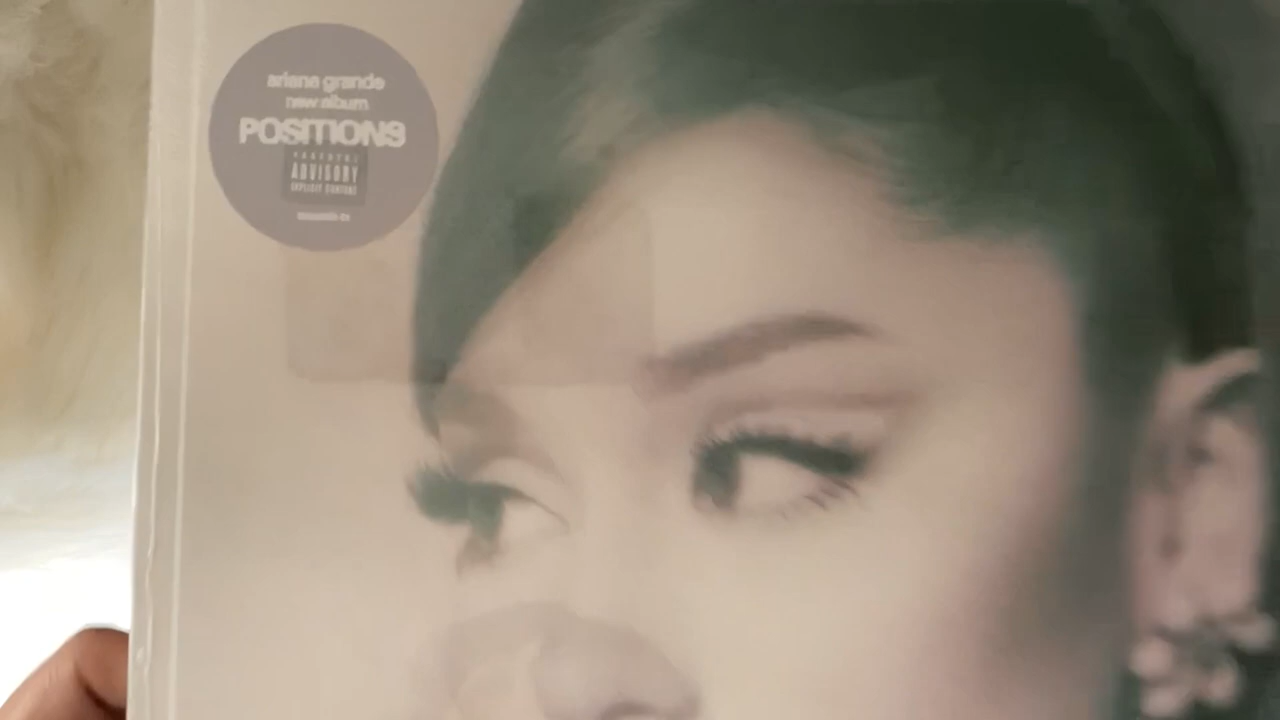 ariana grande
new album
POSITIONS
PARENTAL
ADVISORY
EXPLICIT CONTENT